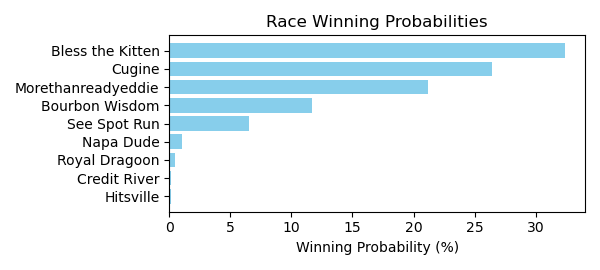 Race Winning Probabilities
Bless the Kitten
Cugine
Morethanreadyeddie
Bourbon Wisdom
See Spot Run
Napa Dude
Royal Dragoon
Credit River
Hitsville
0 5 10 15 20 25 30
Winning Probability (%)